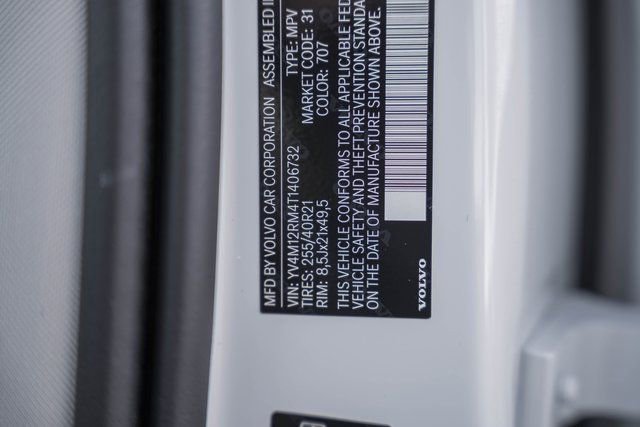 MFD BY VOLVO CAR CORPORATION ASSEMBLED
VIN: YV4M12RM4T1406732 TYPE: MPV
TIRES: 255/40R21 MARKET CODE: 31
RIM: 8,5Jx21x49,5 COLOR: 707
THIS VEHICLE CONFORMS TO ALL APPLICABLE FED
VEHICLE SAFETY AND THEFT PREVENTION STANDA
ON THE DATE OF MANUFACTURE SHOWN ABOVE.
VOLVO